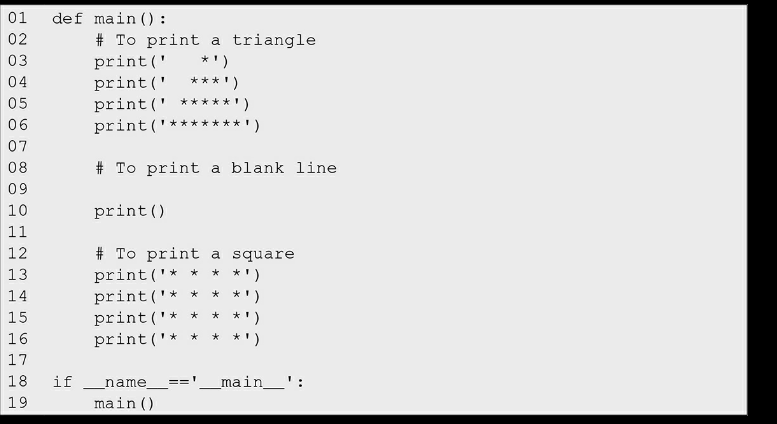 01  def main():
02      # To print a triangle
03      print('   *')
04      print('  ***')
05      print(' *****')
06      print('*******')
07
08      # To print a blank line
09
10      print()
11
12      # To print a square
13      print('* * * *')
14      print('* * * *')
15      print('* * * *')
16      print('* * * *')
17
18  if __name__=='__main__':
19      main()